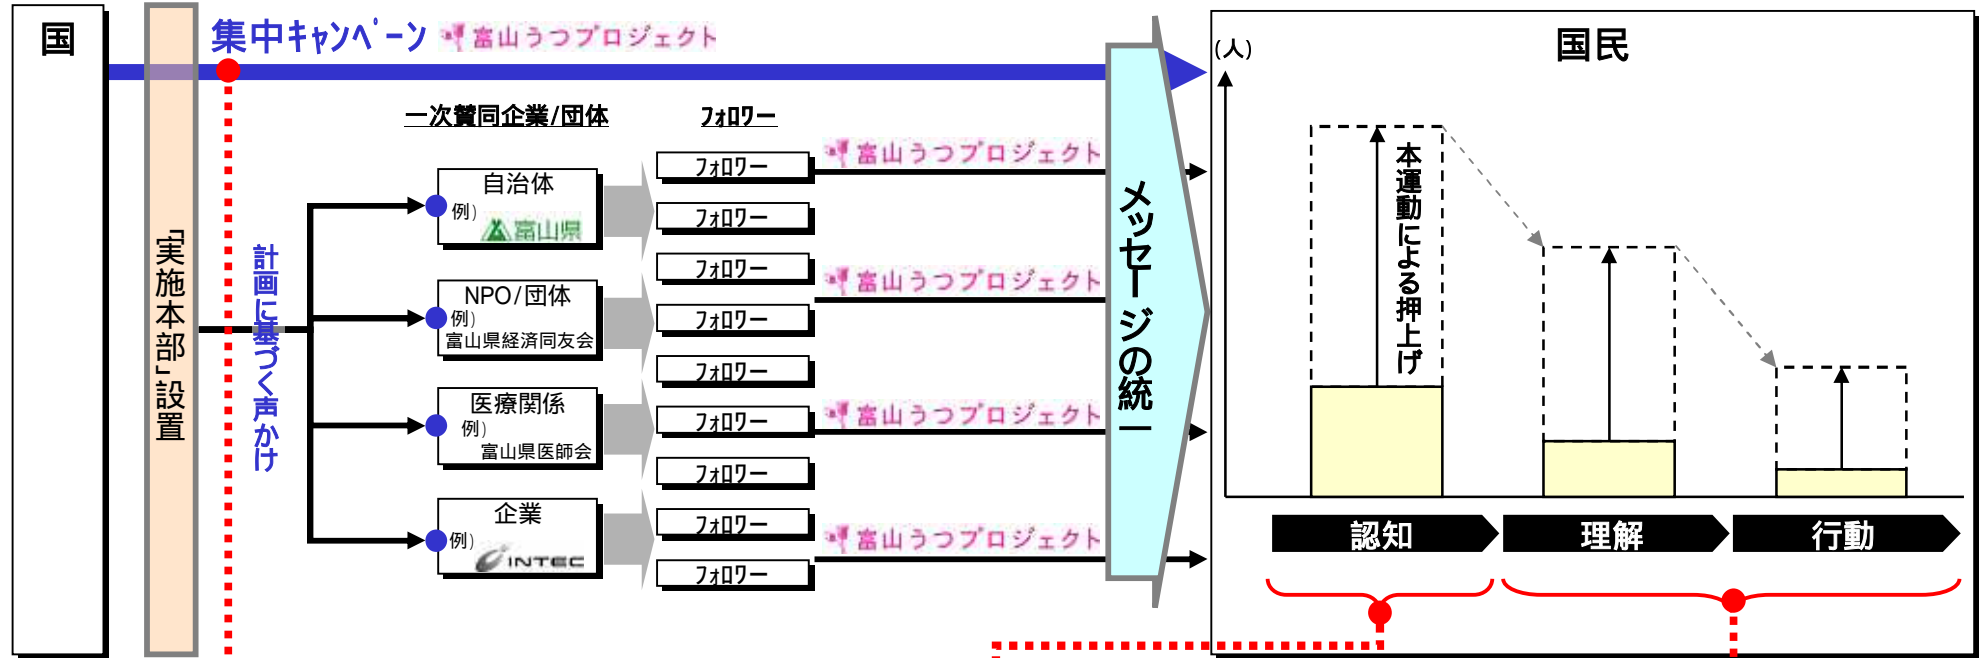 国
集中キャンペーン
富山うつプロジェクト
(人)
国民
一次賛同企業/団体
フォロワー
「実施本部」設置
計画に基づく声かけ
自治体
例)
富山県
NPO/団体
例)
富山県経済同友会
医療関係
例)
富山県医師会
企業
例)
INTEC
フォロワー
フォロワー
フォロワー
フォロワー
フォロワー
フォロワー
フォロワー
フォロワー
フォロワー
富山うつプロジェクト
富山うつプロジェクト
富山うつプロジェクト
富山うつプロジェクト
メッセージの統一
本運動による押上げ
認知
理解
行動